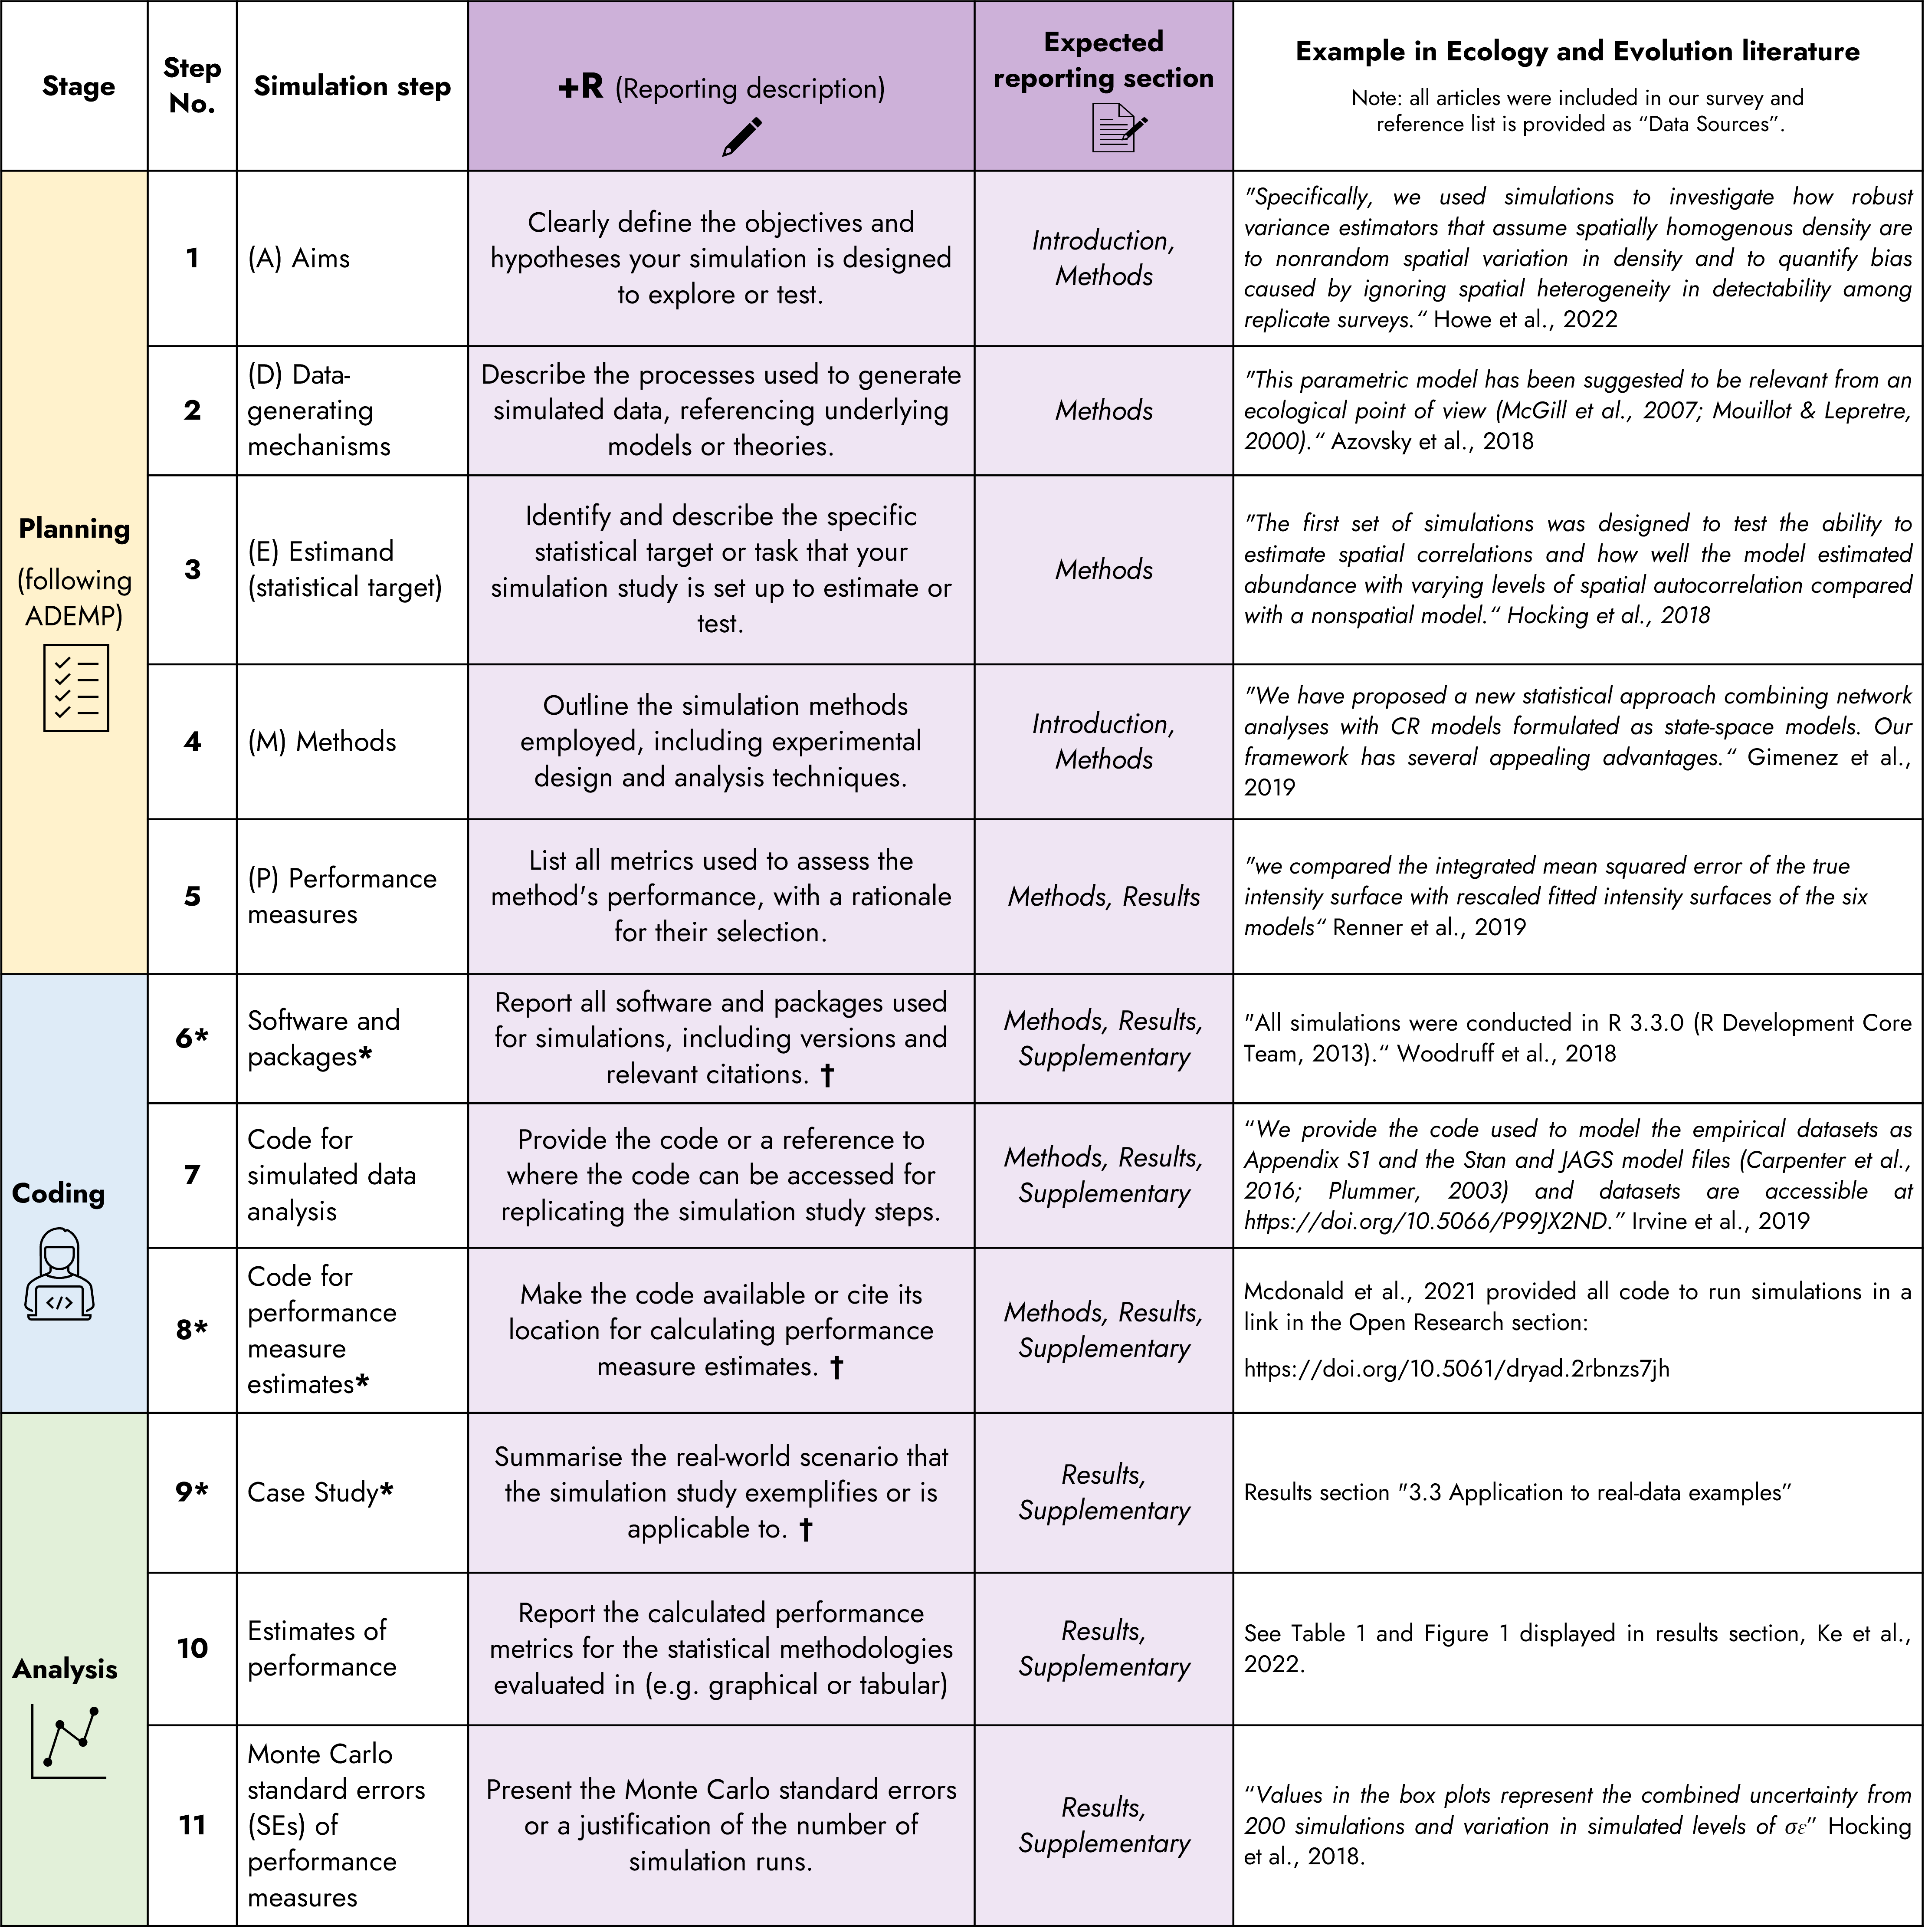 Stage
Step
No.
Simulation step
+R (Reporting description)
Expected
reporting section
Example in Ecology and Evolution literature
Note: all articles were included in our survey and
reference list is provided as “Data Sources”.
Planning
(following
ADEMP)
1
(A) Aims
Clearly define the objectives and
hypotheses your simulation is designed
to explore or test.
Introduction,
Methods
"Specifically, we used simulations to investigate how robust
variance estimators that assume spatially homogenous density are
to nonrandom spatial variation in density and to quantify bias
caused by ignoring spatial heterogeneity in detectability among
replicate surveys.“ Howe et al., 2022
2
(D) Data-
generating
mechanisms
Describe the processes used to generate
simulated data, referencing underlying
models or theories.
Methods
"This parametric model has been suggested to be relevant from an
ecological point of view (McGill et al., 2007; Mouillot & Lepretre,
2000).“ Azovsky et al., 2018
3
(E) Estimand
(statistical target)
Identify and describe the specific
statistical target or task that your
simulation study is set up to estimate or
test.
Methods
"The first set of simulations was designed to test the ability to
estimate spatial correlations and how well the model estimated
abundance with varying levels of spatial autocorrelation compared
with a nonspatial model.“ Hocking et al., 2018
4
(M) Methods
Outline the simulation methods
employed, including experimental
design and analysis techniques.
Introduction,
Methods
"We have proposed a new statistical approach combining network
analyses with CR models formulated as state-space models. Our
framework has several appealing advantages.“ Gimenez et al.,
2019
5
(P) Performance
measures
List all metrics used to assess the
method's performance, with a rationale
for their selection.
Methods, Results
"we compared the integrated mean squared error of the true
intensity surface with rescaled fitted intensity surfaces of the six
models“ Renner et al., 2019
Coding
</>
6*
Software and
packages*
Report all software and packages used
for simulations, including versions and
relevant citations. †
Methods, Results,
Supplementary
"All simulations were conducted in R 3.3.0 (R Development Core
Team, 2013).“ Woodruff et al., 2018
7
Code for
simulated data
analysis
Provide the code or a reference to
where the code can be accessed for
replicating the simulation study steps.
Methods, Results,
Supplementary
“We provide the code used to model the empirical datasets as
Appendix S1 and the Stan and JAGS model files (Carpenter et al.,
2016; Plummer, 2003) and datasets are accessible at
https://doi.org/10.5066/P99JX2ND.” Irvine et al., 2019
8*
Code for
performance
measure
estimates*
Make the code available or cite its
location for calculating performance
measure estimates. †
Methods, Results,
Supplementary
Mcdonald et al., 2021 provided all code to run simulations in a
link in the Open Research section:
https://doi.org/10.5061/dryad.2rbnzs7jh
Analysis
9*
Case Study*
Summarise the real-world scenario that
the simulation study exemplifies or is
applicable to. †
Results,
Supplementary
Results section "3.3 Application to real-data examples”
10
Estimates of
performance
Report the calculated performance
metrics for the statistical methodologies
evaluated in (e.g. graphical or tabular)
Results,
Supplementary
See Table 1 and Figure 1 displayed in results section, Ke et al.,
2022.
11
Monte Carlo
standard errors
(SEs) of
performance
measures
Present the Monte Carlo standard errors
or a justification of the number of
simulation runs.
Results,
Supplementary
“Values in the box plots represent the combined uncertainty from
200 simulations and variation in simulated levels of σε” Hocking
et al., 2018.